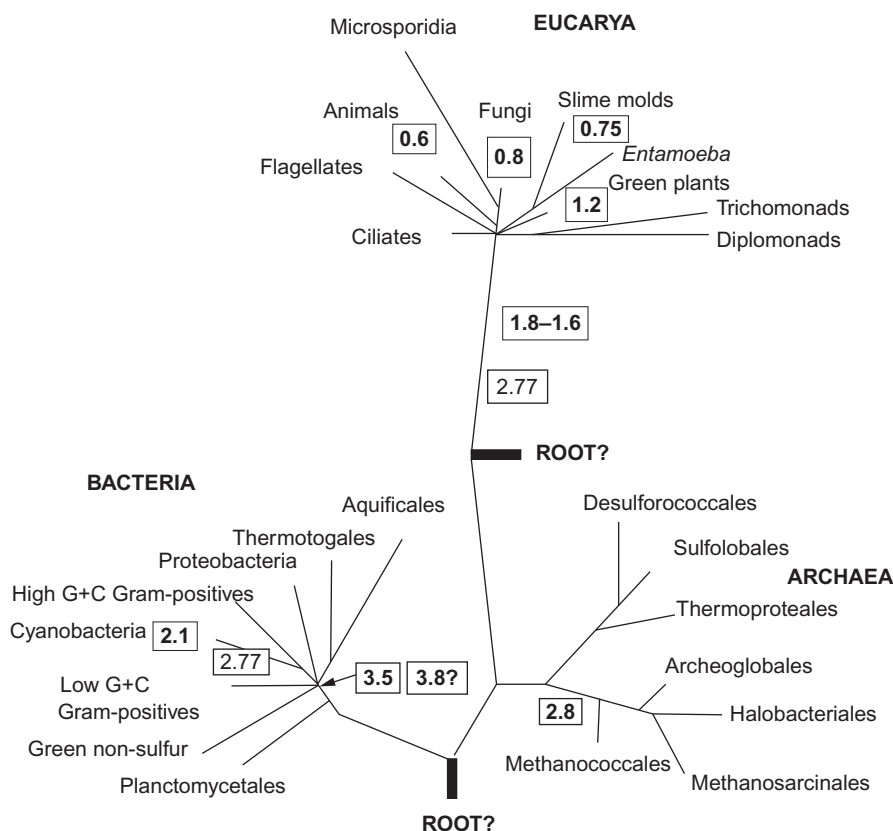 Microsporidia
EUCARYA
Animals
Fungi
Slime molds
0.6
0.8
0.75
Entamoeba
Flagellates
Green plants
1.2
Trichomonads
Ciliates
Diplomonads
1.8–1.6
2.77
ROOT?
BACTERIA
Aquificales
Thermotogales
Proteobacteria
High G+C Gram-positives
Cyanobacteria
2.1
2.77
3.5
3.8?
Low G+C
Gram-positives
Green non-sulfur
Planctomycetales
ROOT?
Desulforococcales
Sulfolobales
ARCHAEA
Thermoproteales
Archeoglobales
2.8
Halobacteriales
Methanococcales
Methanosarcinales